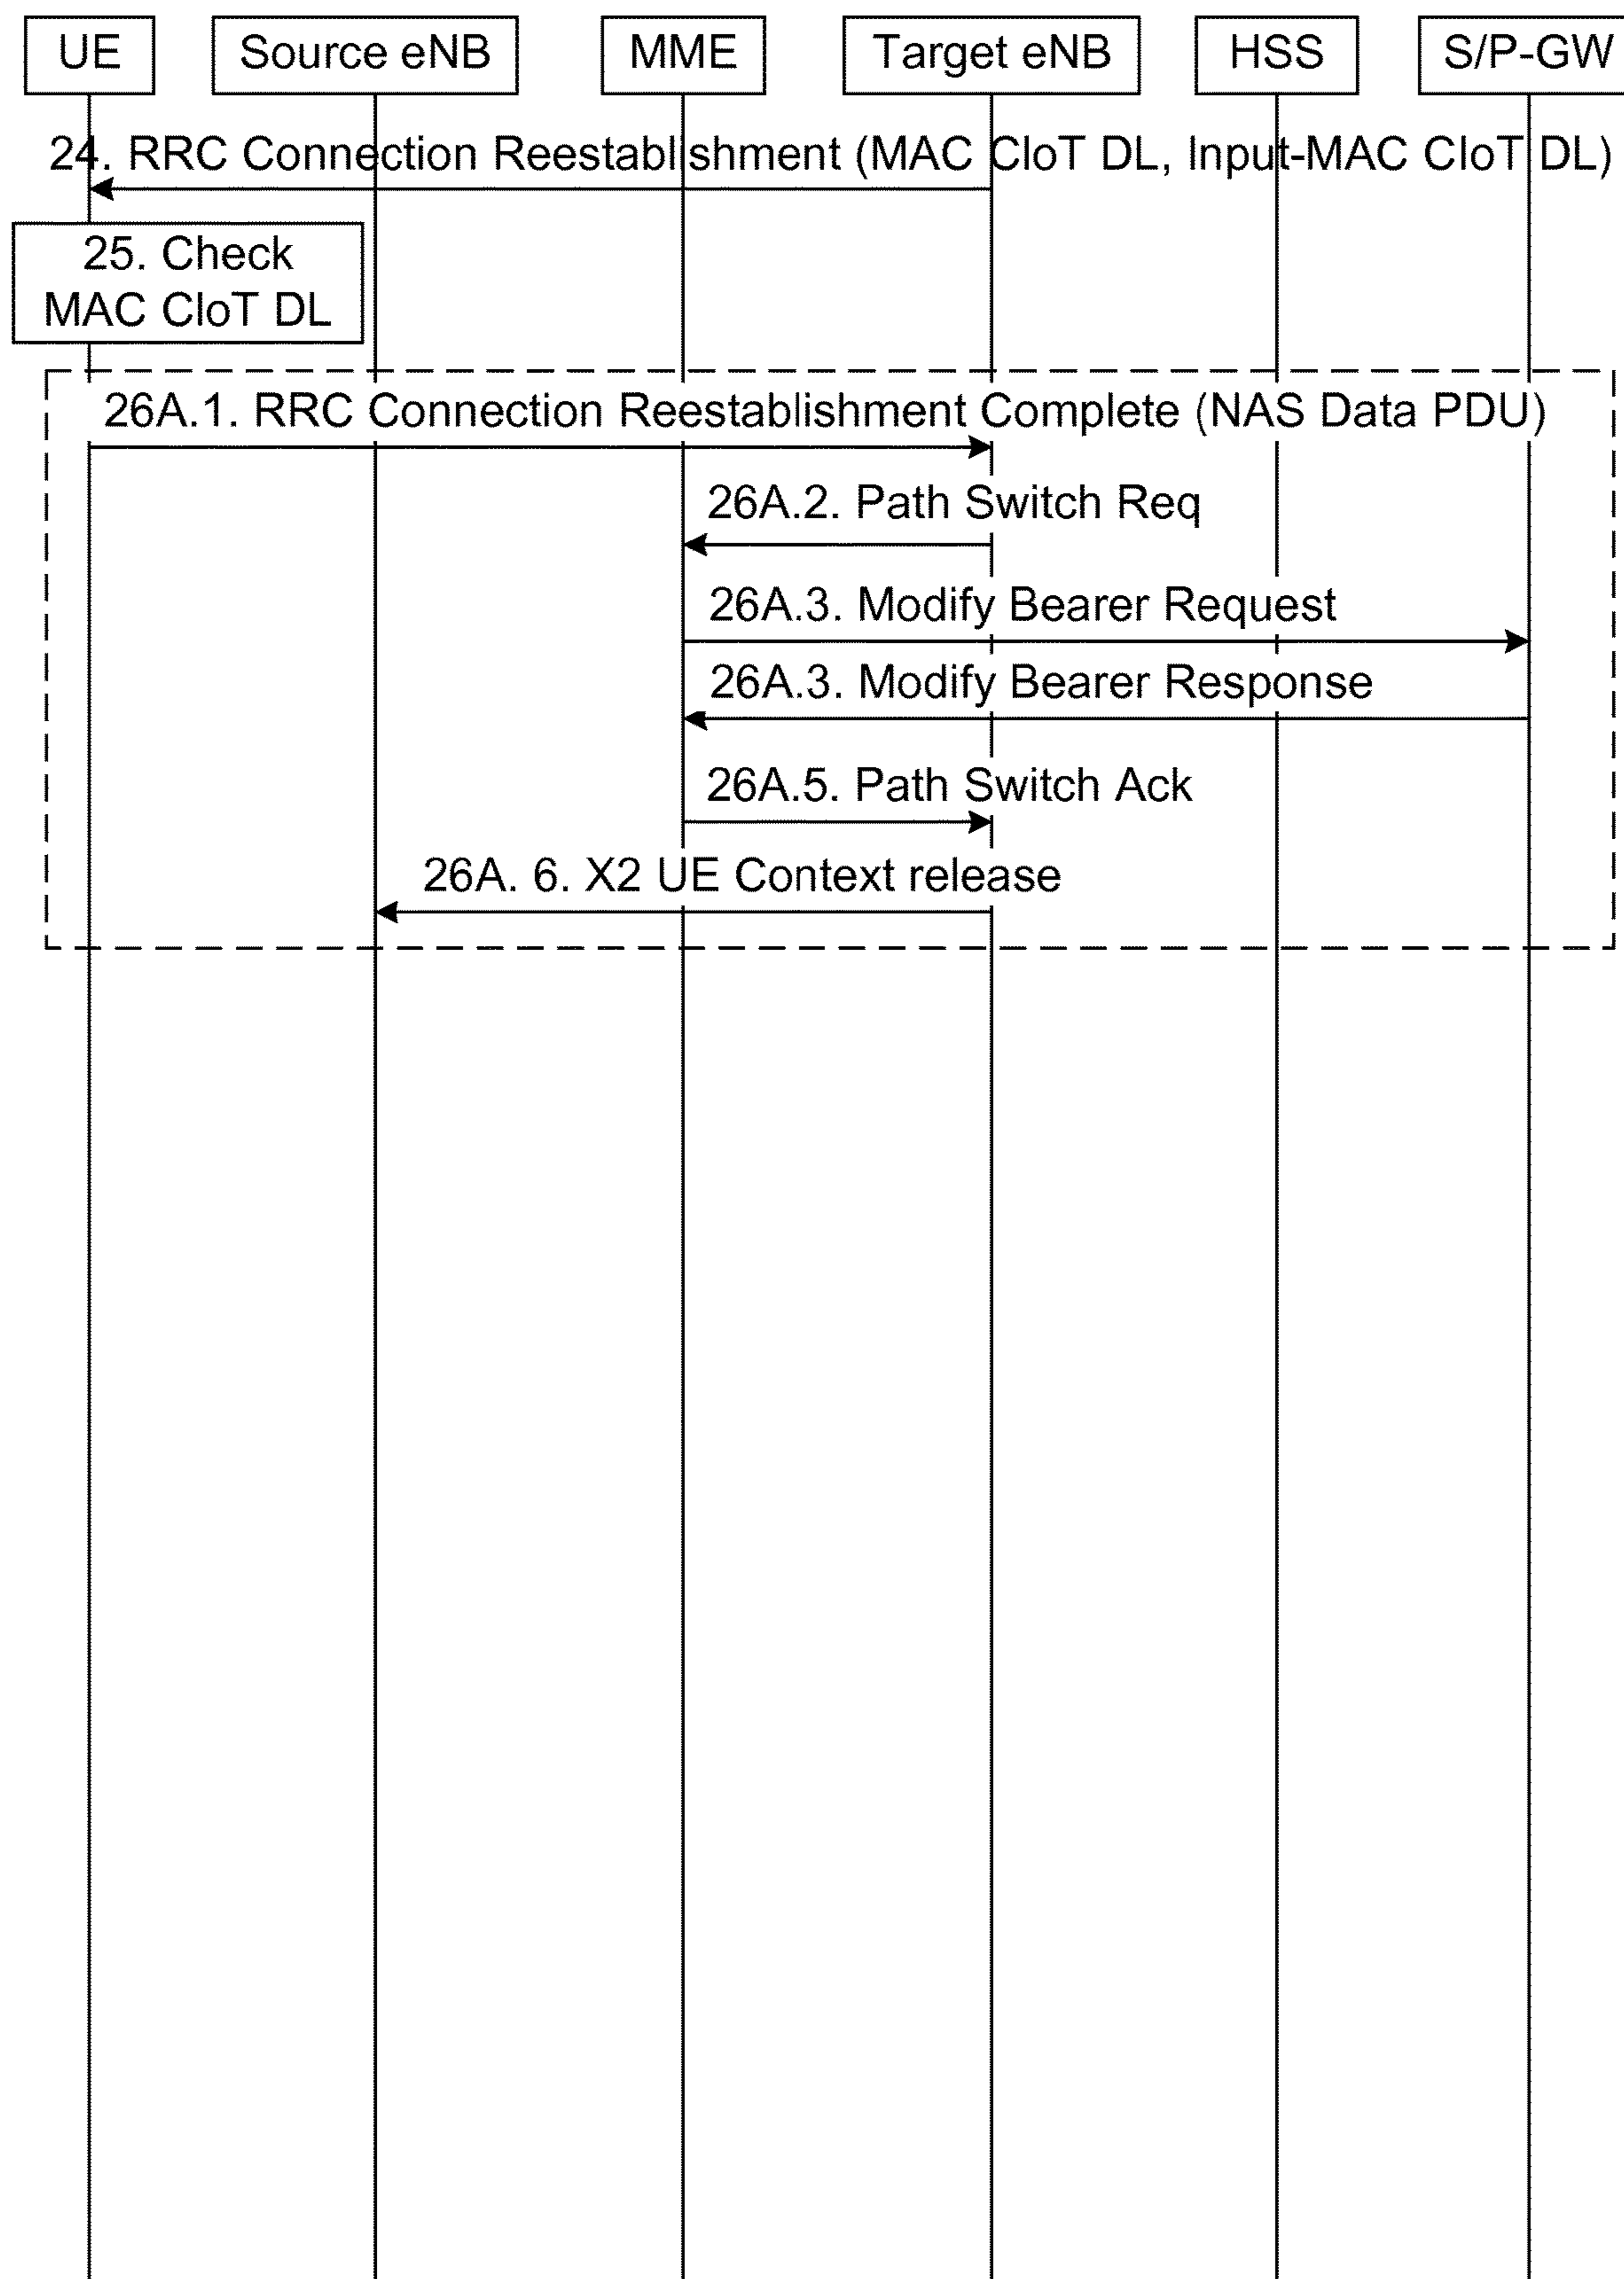 UE
Source eNB
MME
Target eNB
HSS
S/P-GW
24. RRC Connection Reestablishment (MAC CIoT DL, Input-MAC CIoT DL)
25. Check
MAC CIoT DL
26A.1. RRC Connection Reestablishment Complete (NAS Data PDU)
26A.2. Path Switch Req
26A.3. Modify Bearer Request
26A.3. Modify Bearer Response
26A.5. Path Switch Ack
26A. 6. X2 UE Context release